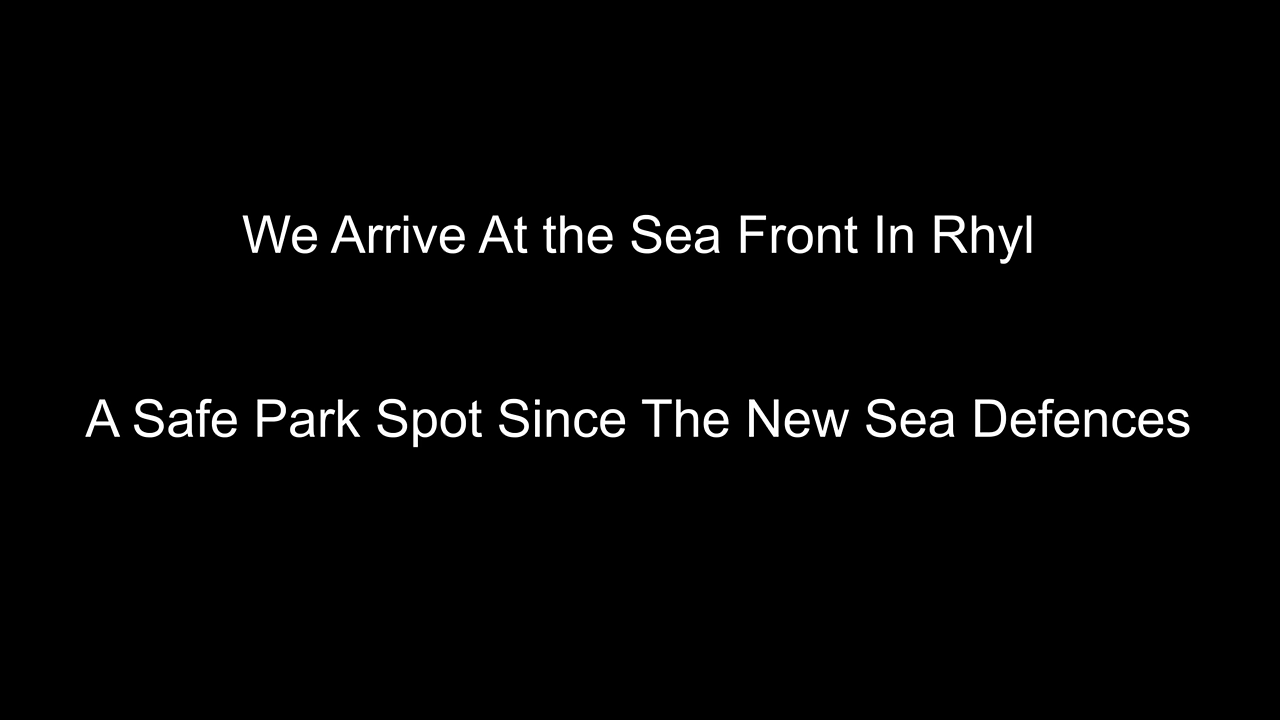 We Arrive At the Sea Front In Rhyl
A Safe Park Spot Since The New Sea Defences